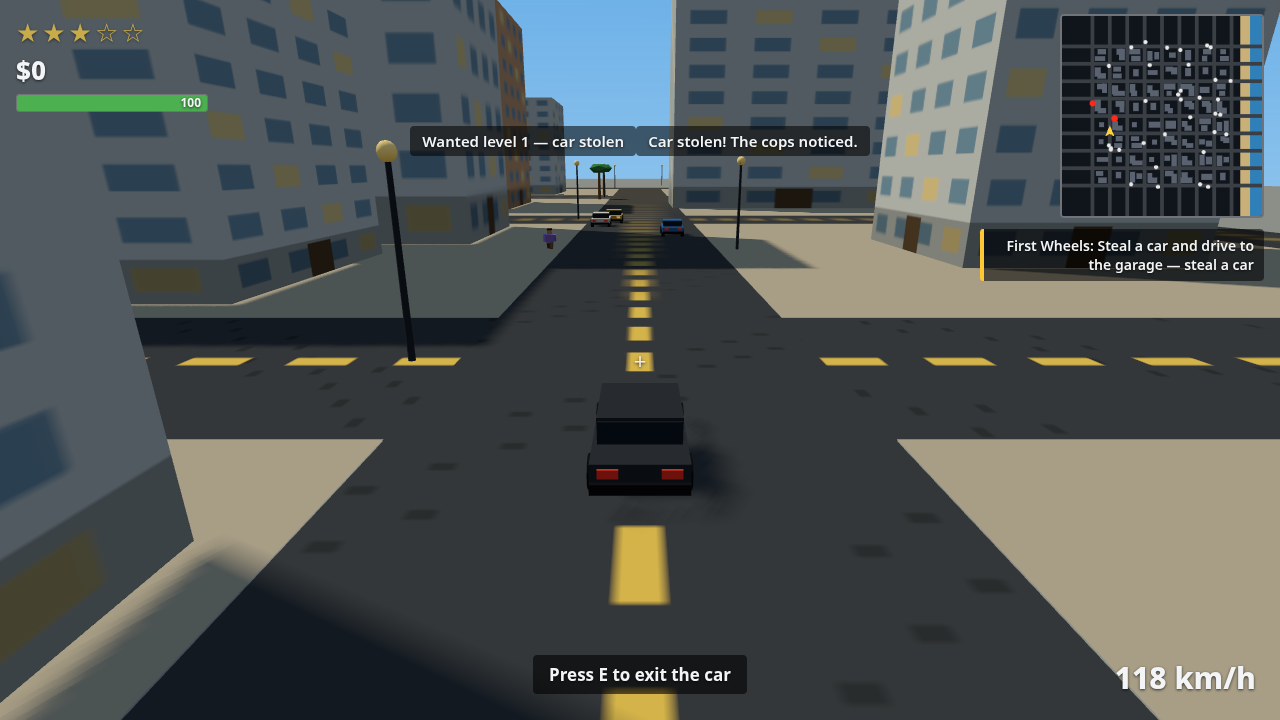 ★★★☆☆
$0
100
Wanted level 1 — car stolen
Car stolen! The cops noticed.
First Wheels: Steal a car and drive to
the garage — steal a car
Press E to exit the car
118 km/h